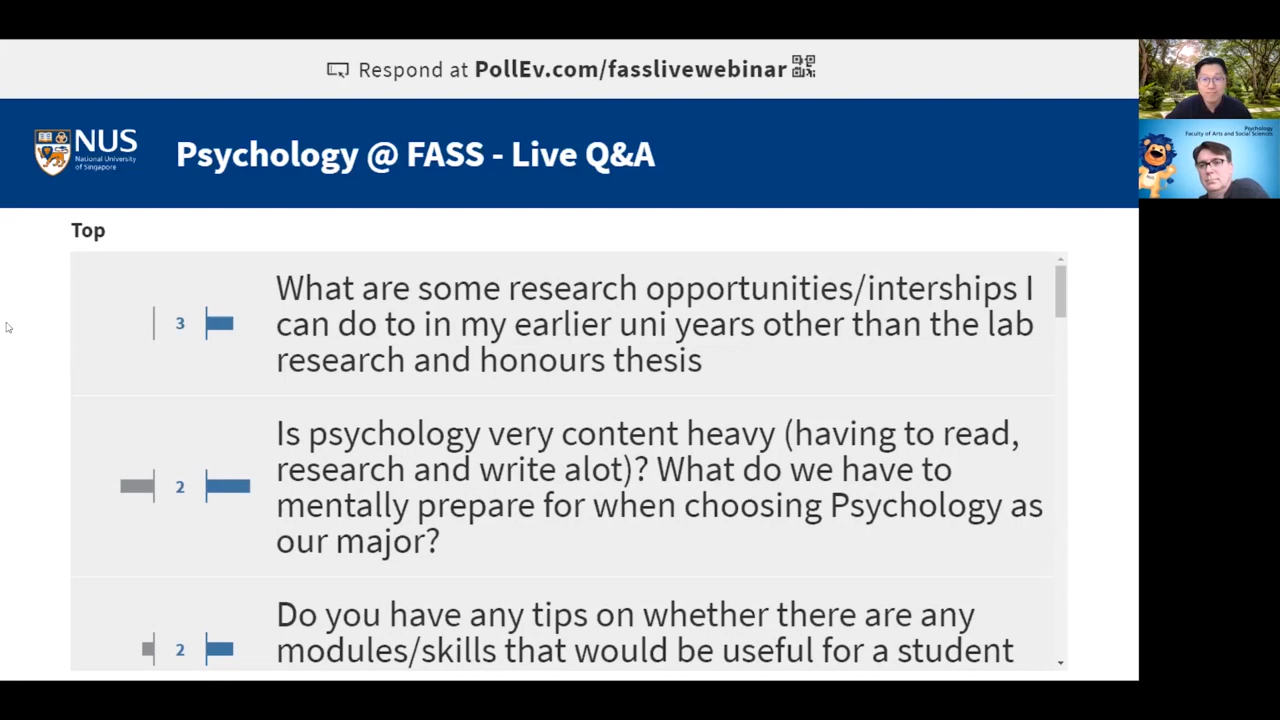 Respond at PollEv.com/fasslivewebinar
NUS
National University
of Singapore
Psychology @ FASS - Live Q&A
Top
3
What are some research opportunities/interships I
can do to in my earlier uni years other than the lab
research and honours thesis
2
Is psychology very content heavy (having to read,
research and write alot)? What do we have to
mentally prepare for when choosing Psychology as
our major?
2
Do you have any tips on whether there are any
modules/skills that would be useful for a student
Psychology
Faculty of Arts and Social Sciences